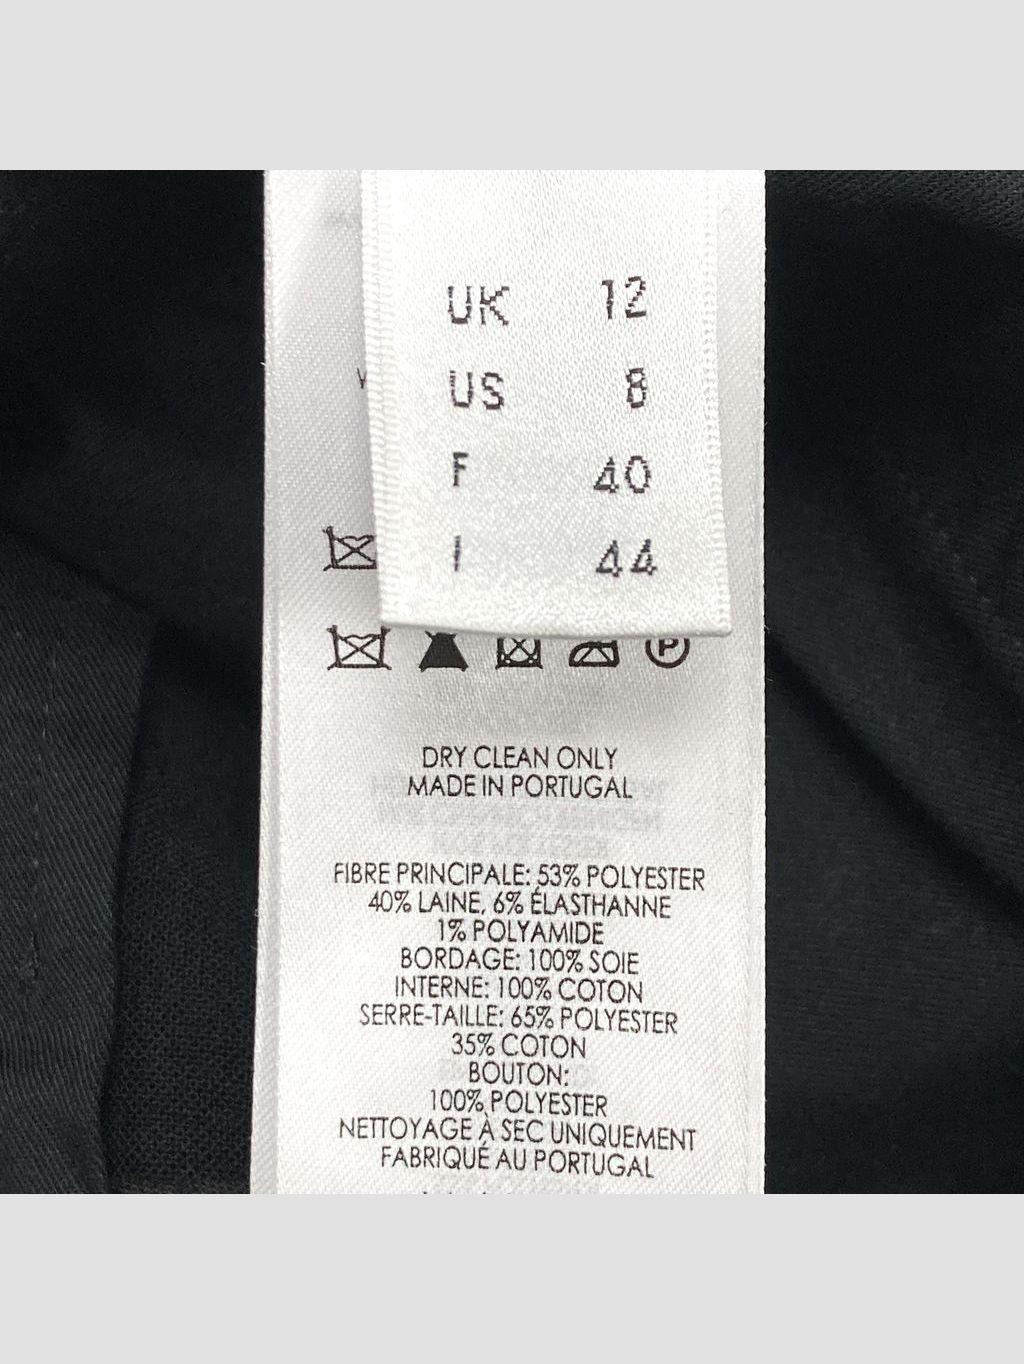 UK 12
US 8
F 40
I 44
P
DRY CLEAN ONLY
MADE IN PORTUGAL
FIBRE PRINCIPALE: 53% POLYESTER
40% LAINE, 6% ÉLASTHANNE
1% POLYAMIDE
BORDAGE: 100% SOIE
INTERNE: 100% COTON
SERRE-TAILLE: 65% POLYESTER
35% COTON
BOUTON:
100% POLYESTER
NETTOYAGE À SEC UNIQUEMENT
FABRIQUÉ AU PORTUGAL